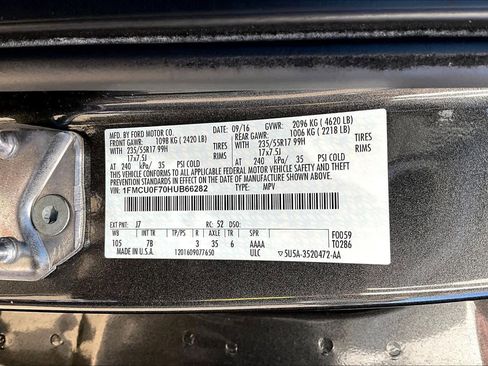 MFD. BY FORD MOTOR CO.
09/16 GVWR: 2096 KG ( 4620 LB)
FRONT GAWR: 1098 KG ( 2420 LB)
REAR GAWR: 1006 KG ( 2218 LB)
WITH TIRES WITH TIRES
235/55R17 99H 235/55R17 99H
17x7.5J RIMS 17x7.5J RIMS
AT 240 kPa/ 35 PSI COLD AT 240 kPa/ 35 PSI COLD
THIS VEHICLE CONFORMS TO ALL APPLICABLE FEDERAL MOTOR VEHICLE SAFETY AND THEFT PREVENTION STANDARDS IN EFFECT ON THE
DATE OF MANUFACTURE SHOWN ABOVE.
VIN: 1FMCU0F70HUB66282 TYPE: MPV
EXT PNT: J7 RC: 52 DSO: F0059
WB INT TR TP/PS R AXLE TR SPR T0286
105 7B 3 35 6 AAAA
MADE IN U.S.A. 1201609077650 ULC 5U5A-3520472-AA